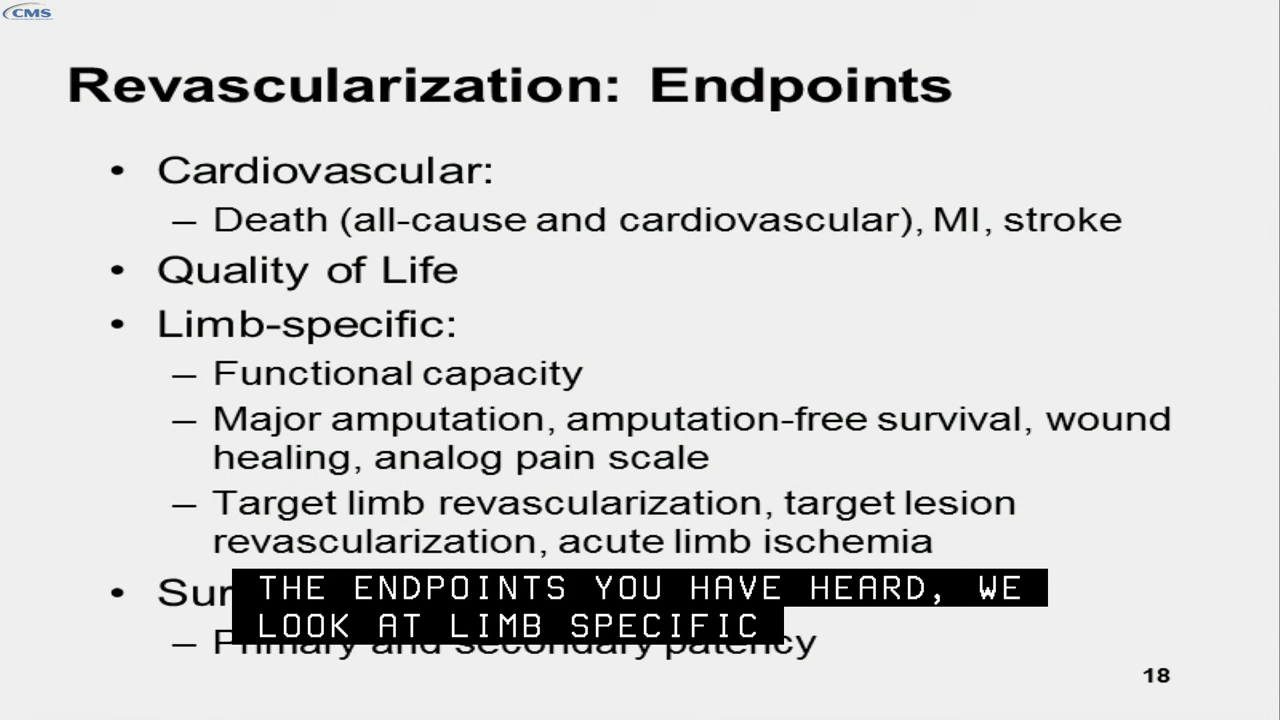 CMS
Revascularization: Endpoints
• Cardiovascular:
– Death (all-cause and cardiovascular), MI, stroke
• Quality of Life
• Limb-specific:
– Functional capacity
– Major amputation, amputation-free survival, wound
healing, analog pain scale
– Target limb revascularization, target lesion
revascularization, acute limb ischemia
• Sur
THE ENDPOINTS YOU HAVE HEARD, WE
LOOK AT LIMB SPECIFIC
– Primary and secondary patency
18